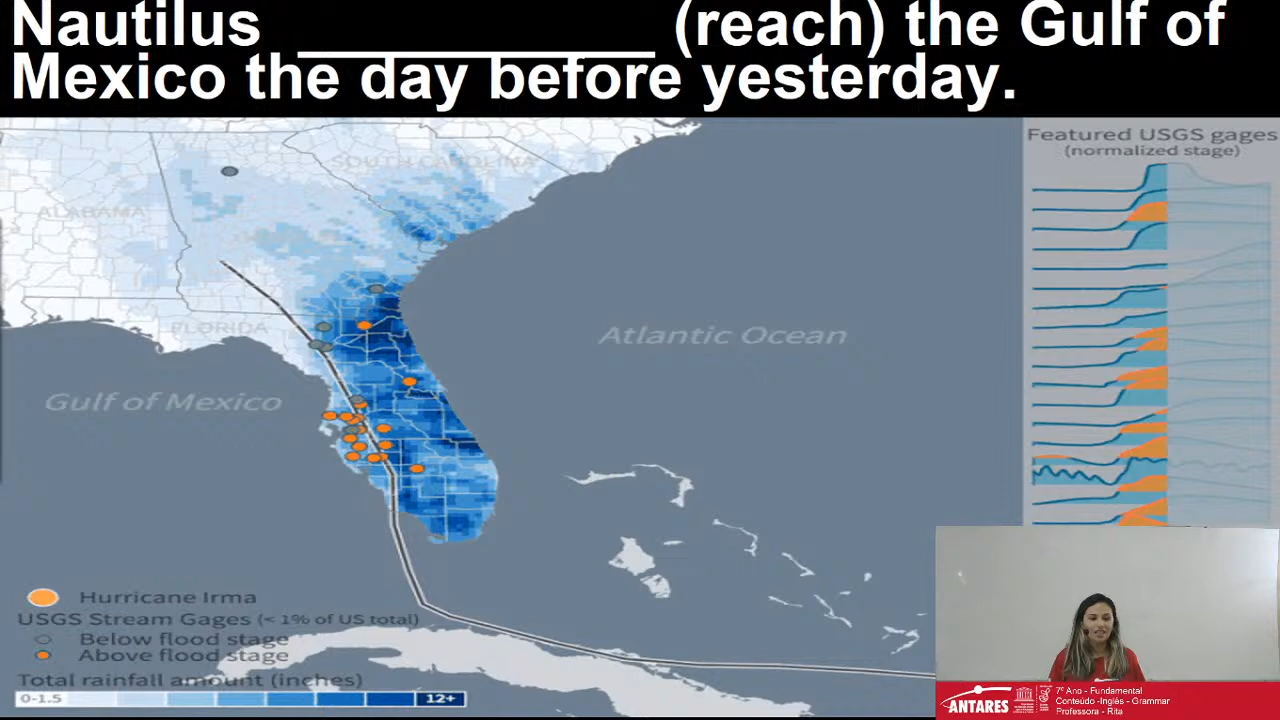 Nautilus ____________ (reach) the Gulf of
Mexico the day before yesterday.
Featured USGS gages
(normalized stage)
SOUTH CAROLINA
ALABAMA
FLORIDA
Atlantic Ocean
Gulf of Mexico
Hurricane Irma
USGS Stream Gages (< 1% of US total)
Below flood stage
Above flood stage
Total rainfall amount (inches)
0-1.5
12+
ANTARES
7º Ano - Fundamental
Conteúdo -Inglês - Grammar
Professora - Rita